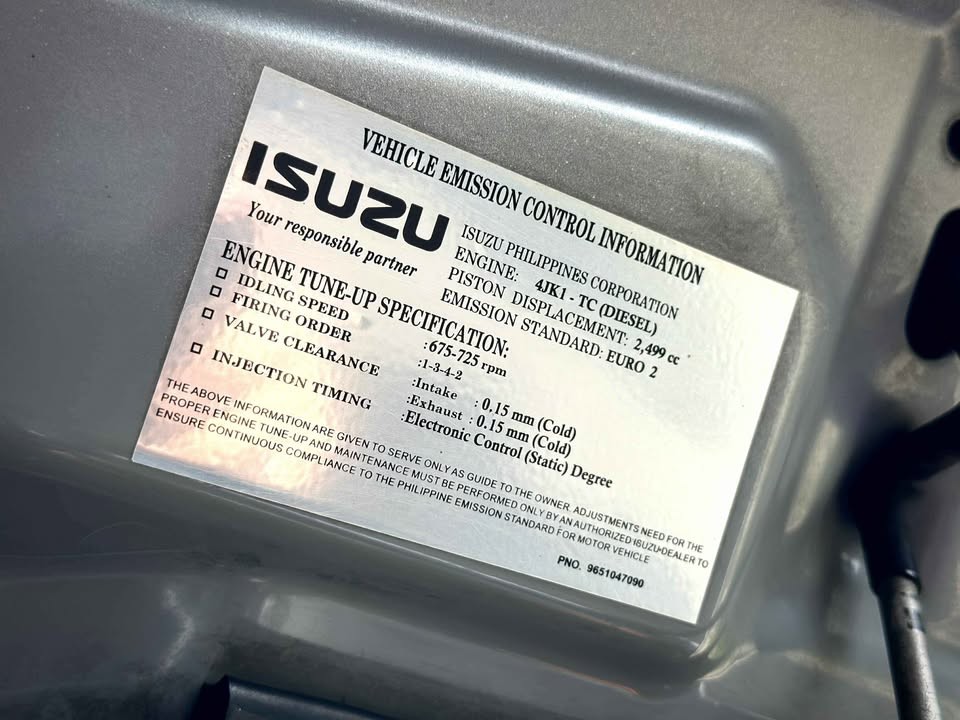 VEHICLE EMISSION CONTROL INFORMATION
ISUZU
Your responsible partner
ISUZU PHILIPPINES CORPORATION
ENGINE: 4JK1 - TC (DIESEL)
PISTON DISPLACEMENT: 2,499 cc
EMISSION STANDARD: EURO 2
ENGINE TUNE-UP SPECIFICATION:
IDLING SPEED :675-725 rpm
FIRING ORDER :1-3-4-2
VALVE CLEARANCE :Intake : 0.15 mm (Cold)
:Exhaust : 0.15 mm (Cold)
INJECTION TIMING :Electronic Control (Static) Degree
THE ABOVE INFORMATION ARE GIVEN TO SERVE ONLY AS GUIDE TO THE OWNER. ADJUSTMENTS NEED FOR THE
PROPER ENGINE TUNE-UP AND MAINTENANCE MUST BE PERFORMED ONLY BY AN AUTHORIZED ISUZU DEALER TO
ENSURE CONTINUOUS COMPLIANCE TO THE PHILIPPINE EMISSION STANDARD FOR MOTOR VEHICLE
PNO. 9651047090